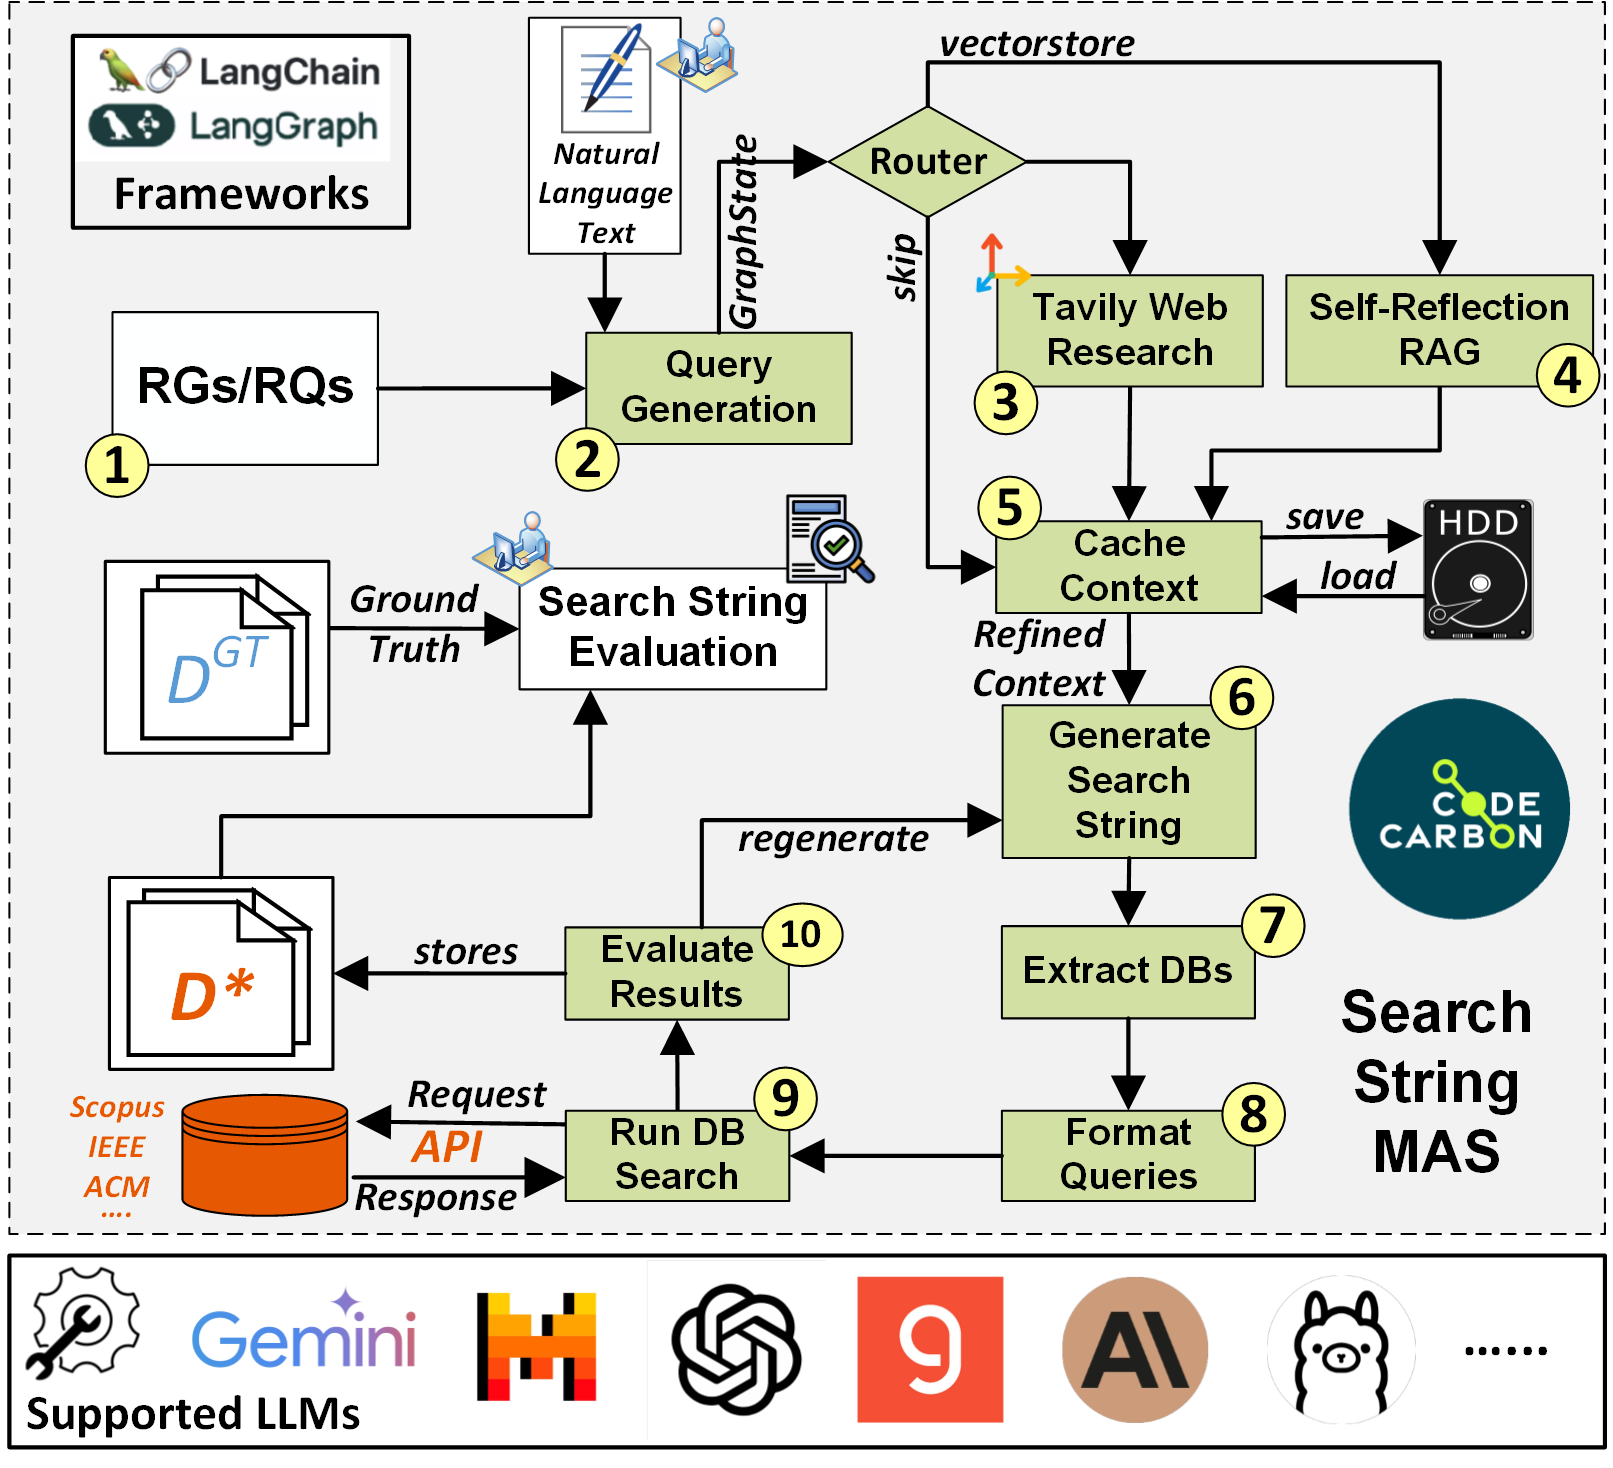 LangChain
LangGraph
Frameworks
Natural
Language
Text
vectorstore
GraphState
Router
skip
Tavily Web
Research
3
Self-Reflection
RAG
4
RGs/RQs
1
Query
Generation
2
5
Cache
Context
save
load
HDD
Refined
Context
D^GT
Ground
Truth
Search String
Evaluation
6
Generate
Search
String
regenerate
CODE
CARBON
7
Extract DBs
10
Evaluate
Results
stores
D*
Search
String
MAS
Scopus
IEEE
ACM
....
Request
API
Response
9
Run DB
Search
8
Format
Queries
Supported LLMs
Gemini
g
AI
......